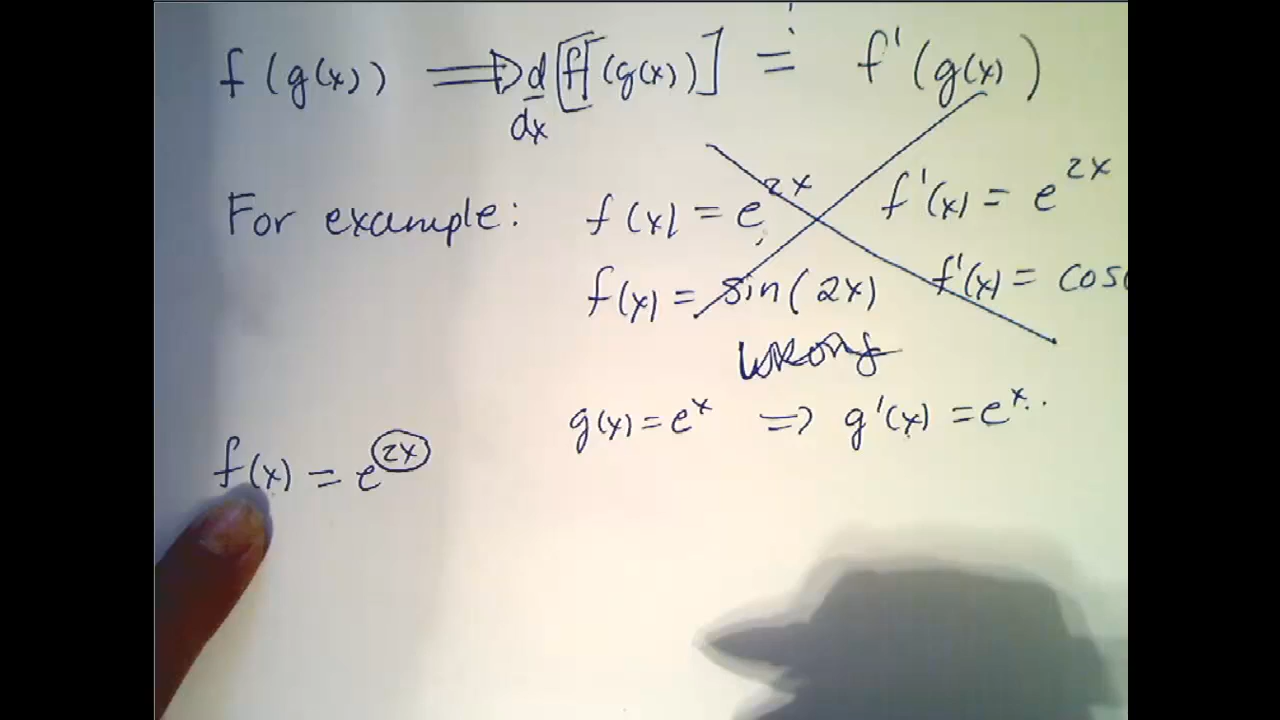 f(g(x)) ⟹ d/dx [f(g(x))] = f'(g(x))
For example: f(x) = e^{2x} f'(x) = e^{2x}
f(x) = sin(2x) f'(x) = cos(
wrong
g(x) = e^x ⇒ g'(x) = e^x..
f(x) = e^{2x}